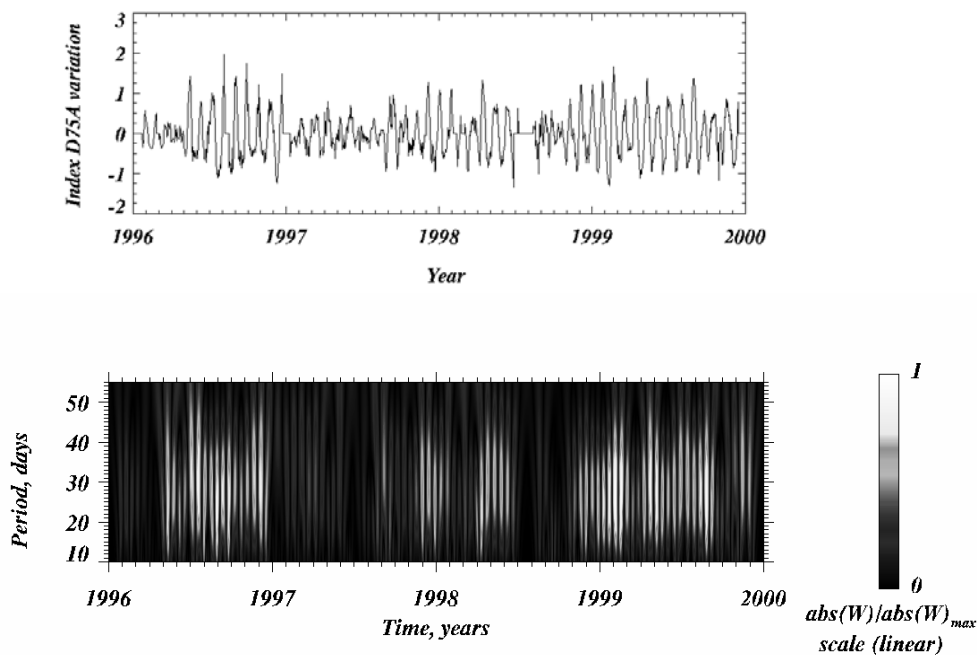 3
2
1
0
-1
-2
Index D75A variation
1996 1997 1998 1999 2000
Year
50
40
30
20
10
Period, days
1996 1997 1998 1999 2000
Time, years
1
0
abs(W)/abs(W)max
scale (linear)